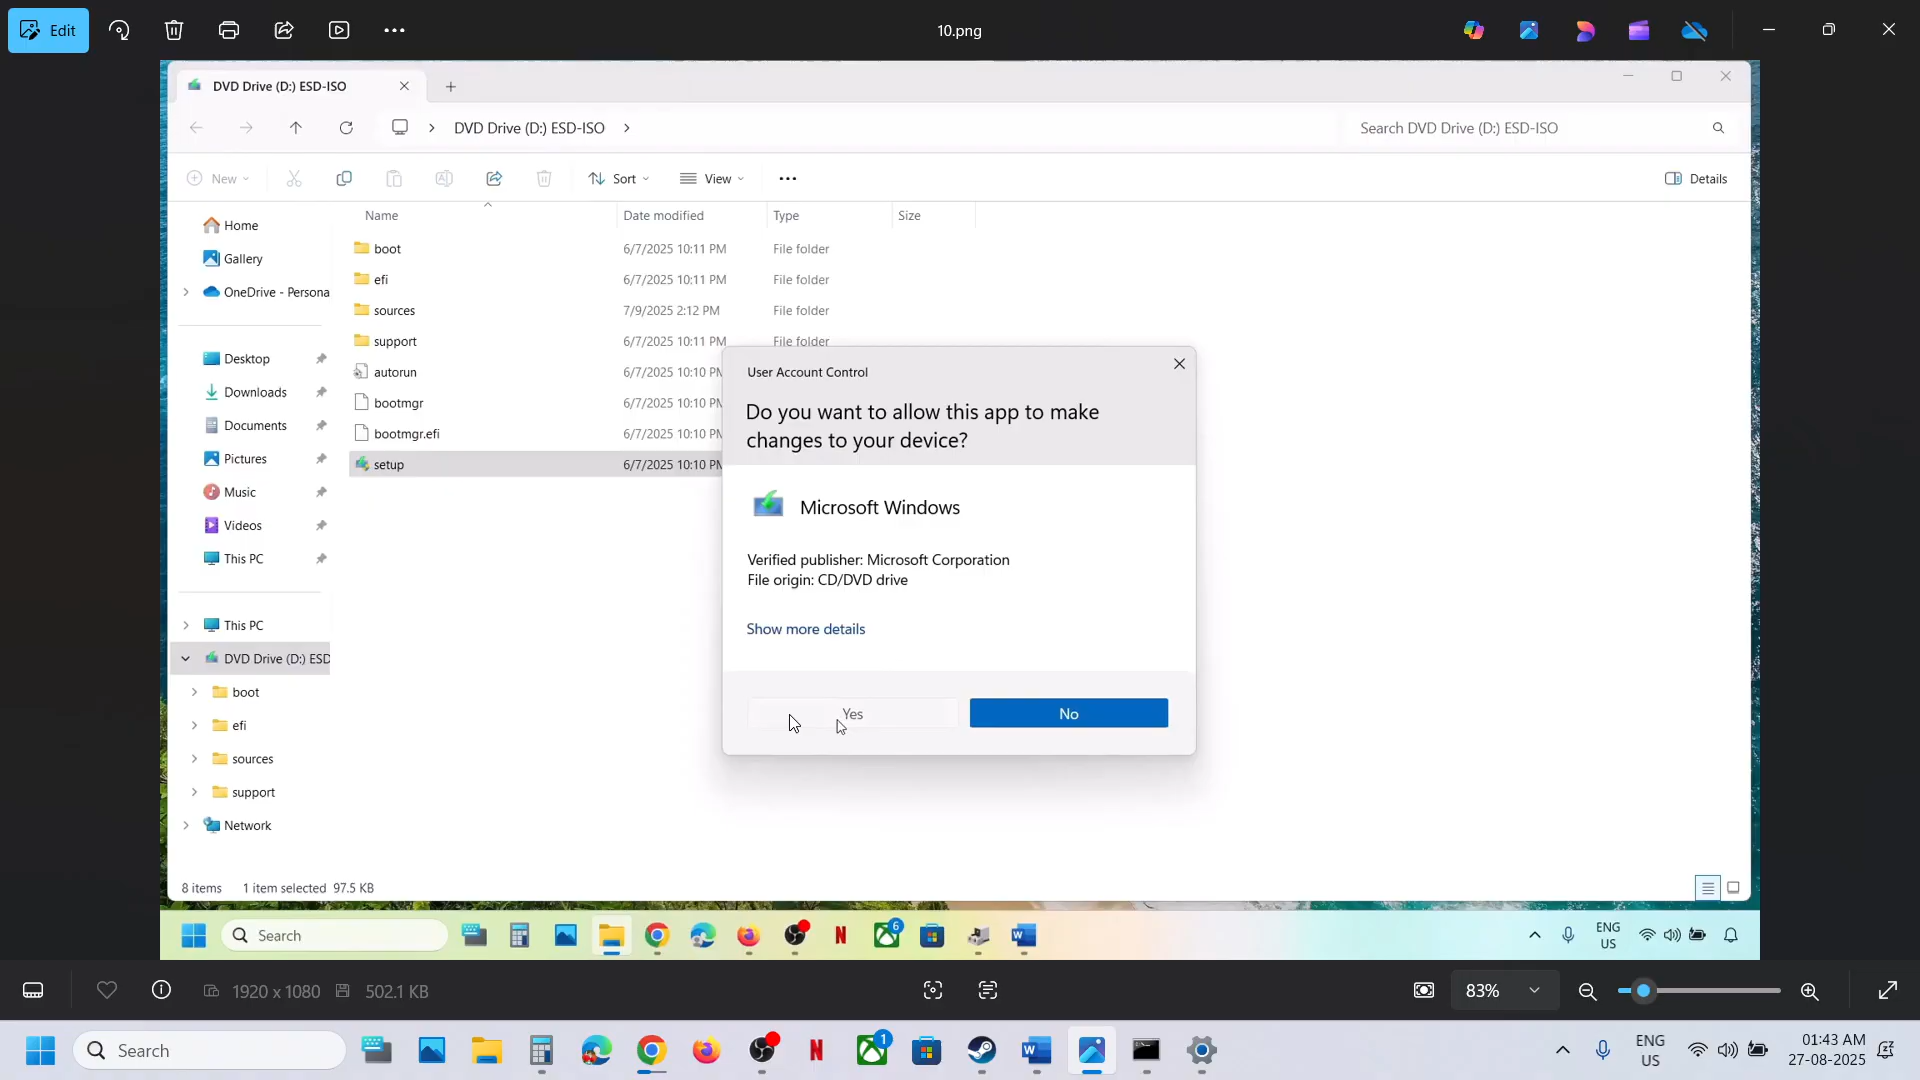 Edit
10.png
DVD Drive (D:) ESD-ISO
DVD Drive (D:) ESD-ISO
Search DVD Drive (D:) ESD-ISO
New
Sort
View
Details
Name
Date modified
Type
Size
Home
Gallery
OneDrive - Persona
Desktop
Downloads
Documents
Pictures
Music
Videos
This PC
This PC
DVD Drive (D:) ESD
boot
efi
sources
support
Network
boot 6/7/2025 10:11 PM File folder
efi 6/7/2025 10:11 PM File folder
sources 7/9/2025 2:12 PM File folder
support 6/7/2025 10:11 PM File folder
autorun 6/7/2025 10:10 PM
bootmgr 6/7/2025 10:10 PM
bootmgr.efi 6/7/2025 10:10 PM
setup 6/7/2025 10:10 PM
User Account Control
Do you want to allow this app to make
changes to your device?
Microsoft Windows
Verified publisher: Microsoft Corporation
File origin: CD/DVD drive
Show more details
Yes
No
8 items 1 item selected 97.5 KB
Search
6
ENG
US
1920 x 1080
502.1 KB
83%
Search
1
ENG
US
01:43 AM
27-08-2025